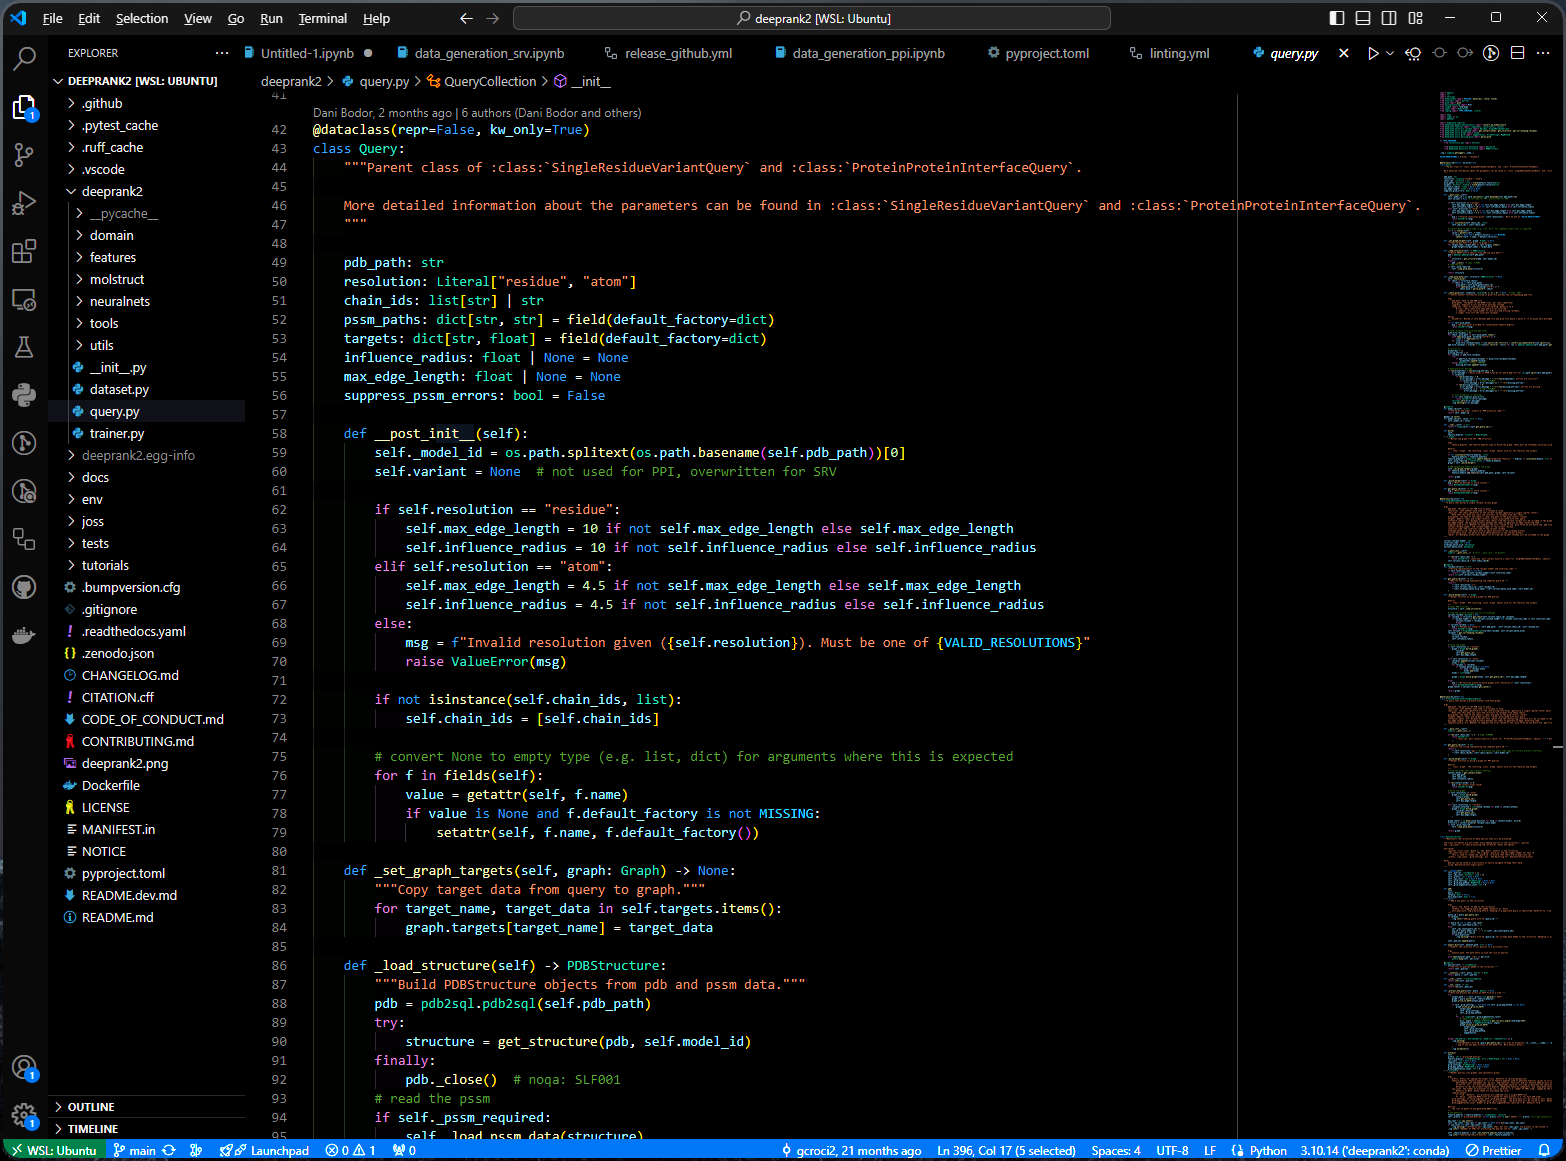 File Edit Selection View Go Run Terminal Help
deeprank2 [WSL: Ubuntu]
EXPLORER
Untitled-1.ipynb
data_generation_srv.ipynb
release_github.yml
data_generation_ppi.ipynb
pyproject.toml
linting.yml
query.py
DEEPRANK2 [WSL: UBUNTU]
.github
.pytest_cache
.ruff_cache
.vscode
deeprank2
__pycache__
domain
features
molstruct
neuralnets
tools
utils
__init__.py
dataset.py
query.py
trainer.py
deeprank2.egg-info
docs
env
joss
tests
tutorials
.bumpversion.cfg
.gitignore
.readthedocs.yaml
.zenodo.json
CHANGELOG.md
CITATION.cff
CODE_OF_CONDUCT.md
CONTRIBUTING.md
deeprank2.png
Dockerfile
LICENSE
MANIFEST.in
NOTICE
pyproject.toml
README.dev.md
README.md
OUTLINE
TIMELINE
1
1
1
deeprank2 > query.py > QueryCollection > __init__
41
Dani Bodor, 2 months ago | 6 authors (Dani Bodor and others)
42 @dataclass(repr=False, kw_only=True)
43 class Query:
44     """Parent class of :class:`SingleResidueVariantQuery` and :class:`ProteinProteinInterfaceQuery`.
45
46     More detailed information about the parameters can be found in :class:`SingleResidueVariantQuery` and :class:`ProteinProteinInterfaceQuery`.
47     """
48
49     pdb_path: str
50     resolution: Literal["residue", "atom"]
51     chain_ids: list[str] | str
52     pssm_paths: dict[str, str] = field(default_factory=dict)
53     targets: dict[str, float] = field(default_factory=dict)
54     influence_radius: float | None = None
55     max_edge_length: float | None = None
56     suppress_pssm_errors: bool = False
57
58     def __post_init__(self):
59         self._model_id = os.path.splitext(os.path.basename(self.pdb_path))[0]
60         self.variant = None  # not used for PPI, overwritten for SRV
61
62         if self.resolution == "residue":
63             self.max_edge_length = 10 if not self.max_edge_length else self.max_edge_length
64             self.influence_radius = 10 if not self.influence_radius else self.influence_radius
65         elif self.resolution == "atom":
66             self.max_edge_length = 4.5 if not self.max_edge_length else self.max_edge_length
67             self.influence_radius = 4.5 if not self.influence_radius else self.influence_radius
68         else:
69             msg = f"Invalid resolution given ({self.resolution}). Must be one of {VALID_RESOLUTIONS}"
70             raise ValueError(msg)
71
72         if not isinstance(self.chain_ids, list):
73             self.chain_ids = [self.chain_ids]
74
75         # convert None to empty type (e.g. list, dict) for arguments where this is expected
76         for f in fields(self):
77             value = getattr(self, f.name)
78             if value is None and f.default_factory is not MISSING:
79                 setattr(self, f.name, f.default_factory())
80
81     def _set_graph_targets(self, graph: Graph) -> None:
82         """Copy target data from query to graph."""
83         for target_name, target_data in self.targets.items():
84             graph.targets[target_name] = target_data
85
86     def _load_structure(self) -> PDBStructure:
87         """Build PDBStructure objects from pdb and pssm data."""
88         pdb = pdb2sql.pdb2sql(self.pdb_path)
89         try:
90             structure = get_structure(pdb, self.model_id)
91         finally:
92             pdb._close()  # noqa: SLF001
93         # read the pssm
94         if self._pssm_required:
95             self._load_pssm_data(structure)
WSL: Ubuntu main Launchpad 0 1 0 gcroci2, 21 months ago Ln 396, Col 17 (5 selected) Spaces: 4 UTF-8 LF Python 3.10.14 ('deeprank2': conda) Prettier